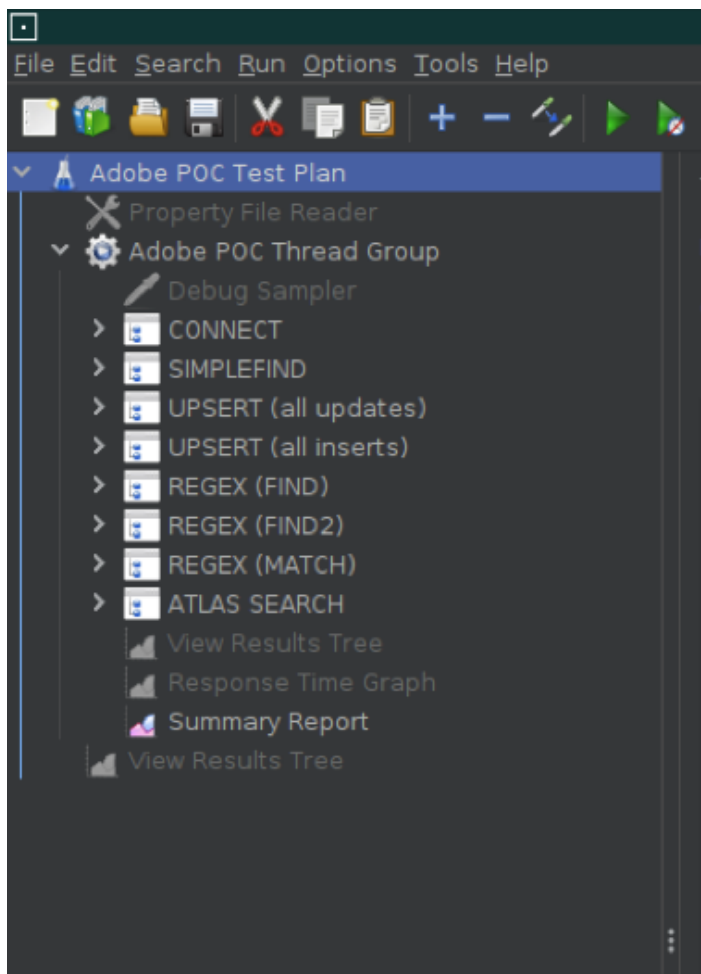 File Edit Search Run Options Tools Help
Adobe POC Test Plan
Property File Reader
Adobe POC Thread Group
Debug Sampler
CONNECT
SIMPLEFIND
UPSERT (all updates)
UPSERT (all inserts)
REGEX (FIND)
REGEX (FIND2)
REGEX (MATCH)
ATLAS SEARCH
View Results Tree
Response Time Graph
Summary Report
View Results Tree